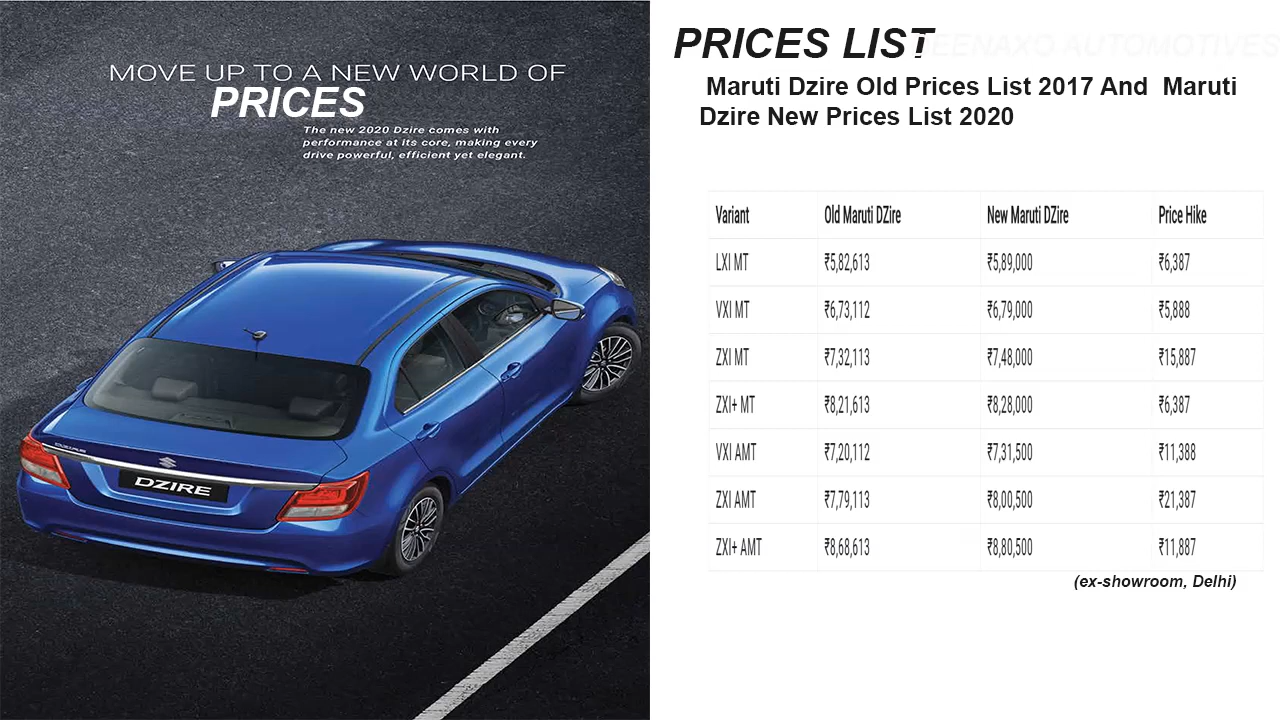 MOVE UP TO A NEW WORLD OF
PRICES
The new 2020 Dzire comes with
performance at its core, making every
drive powerful, efficient yet elegant.
DZIRE
PRICES LIST
EENAXO AUTOMOTIVES
Maruti Dzire Old Prices List 2017 And Maruti
Dzire New Prices List 2020
Variant Old Maruti DZire New Maruti DZire Price Hike
LXI MT ₹5,82,613 ₹5,89,000 ₹6,387
VXI MT ₹6,73,112 ₹6,79,000 ₹5,888
ZXI MT ₹7,32,113 ₹7,48,000 ₹15,887
ZXI+ MT ₹8,21,613 ₹8,28,000 ₹6,387
VXI AMT ₹7,20,112 ₹7,31,500 ₹11,388
ZXI AMT ₹7,79,113 ₹8,00,500 ₹21,387
ZXI+ AMT ₹8,68,613 ₹8,80,500 ₹11,887
(ex-showroom, Delhi)